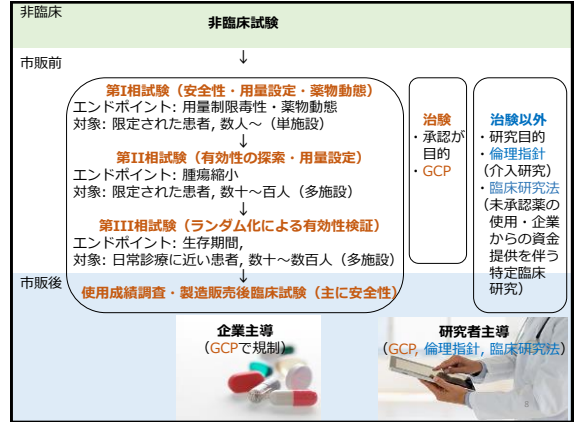 非臨床
非臨床試験
↓
市販前
第I相試験（安全性・用量設定・薬物動態）
エンドポイント: 用量制限毒性・薬物動態
対象: 限定された患者, 数人～（単施設）
↓
第II相試験（有効性の探索・用量設定）
エンドポイント: 腫瘍縮小
対象: 限定された患者, 数十～百人（多施設）
↓
第III相試験（ランダム化による有効性検証）
エンドポイント: 生存期間,
対象: 日常診療に近い患者, 数十～数百人（多施設）
↓
市販後
使用成績調査・製造販売後臨床試験（主に安全性）
治験
・承認が
目的
・GCP
治験以外
・研究目的
・倫理指針
（介入研究）
・臨床研究法
（未承認薬の
使用・企業
からの資金
提供を伴う
特定臨床
研究）
企業主導
（GCPで規制）
研究者主導
（GCP, 倫理指針, 臨床研究法）
8